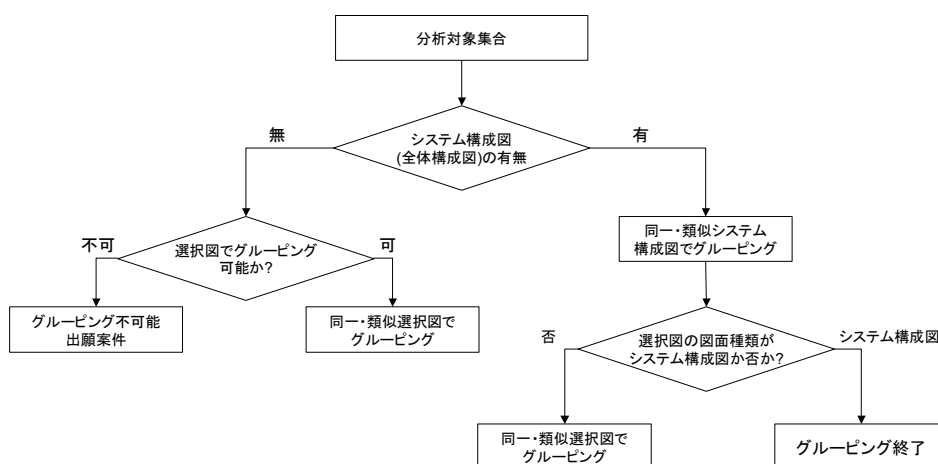 分析対象集合
無
システム構成図
(全体構成図)の有無
有
不可
選択図でグルーピング
可能か?
可
同一・類似システム
構成図でグルーピング
グルーピング不可能
出願案件
同一・類似選択図で
グルーピング
否
選択図の図面種類が
システム構成図か否か?
システム構成図
同一・類似選択図で
グルーピング
グルーピング終了